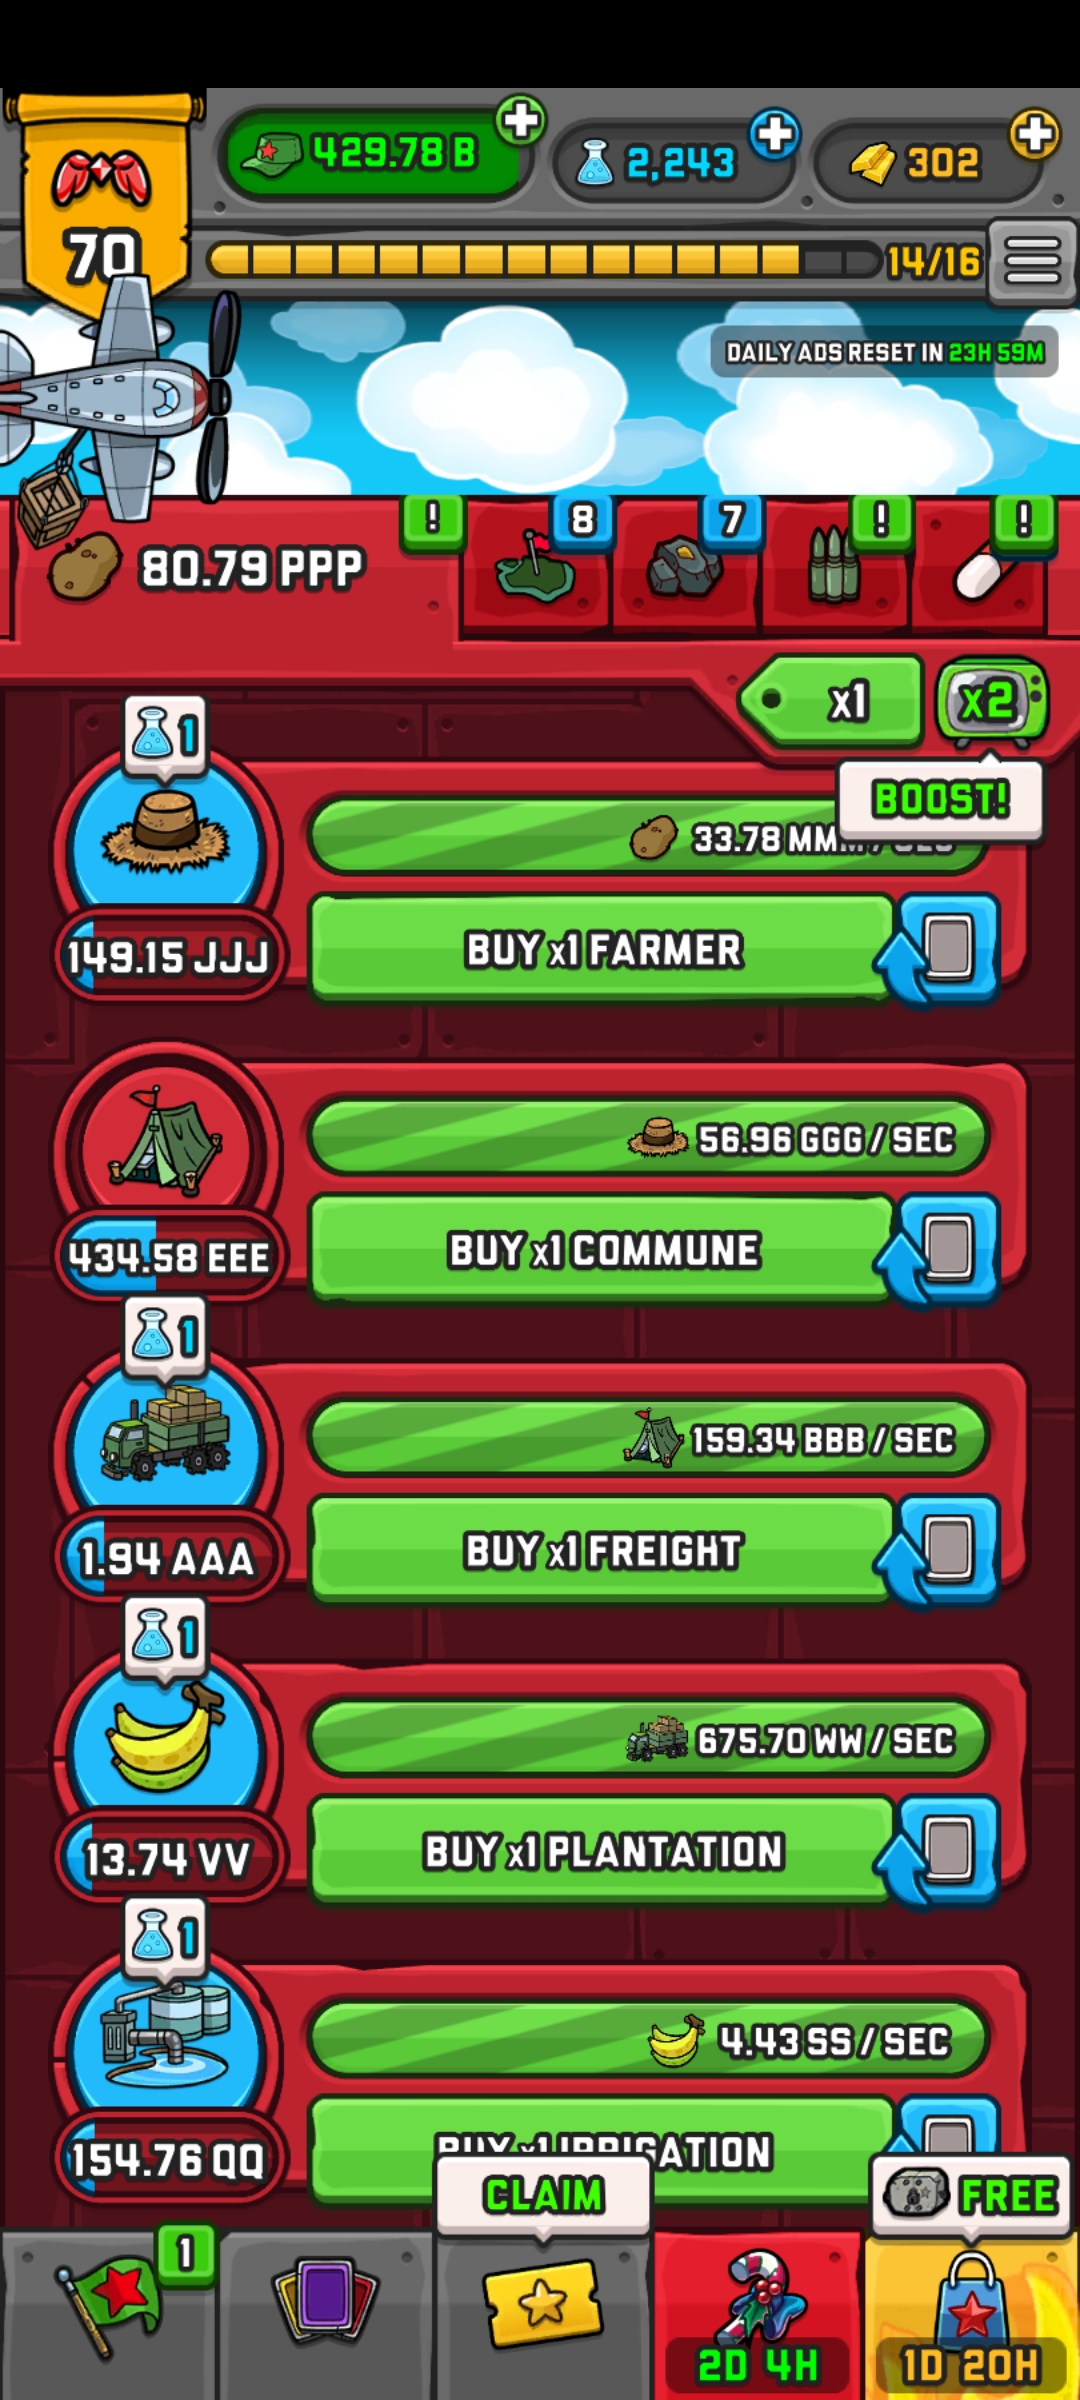 429.78 B
2,243
302
70
14/16
DAILY ADS RESET IN 23H 59M
80.79 PPP
!
8
7
!
!
x1
x2
BOOST!
1
33.78
149.15 JJJ
BUY x1 FARMER
56.96 GGG / SEC
434.58 EEE
BUY x1 COMMUNE
1
159.34 BBB / SEC
1.94 AAA
BUY x1 FREIGHT
1
675.70 WW / SEC
13.74 VV
BUY x1 PLANTATION
1
4.43 SS / SEC
154.76 QQ
BUY x1 IRRIGATION
CLAIM
FREE
1
2D 4H
1D 20H